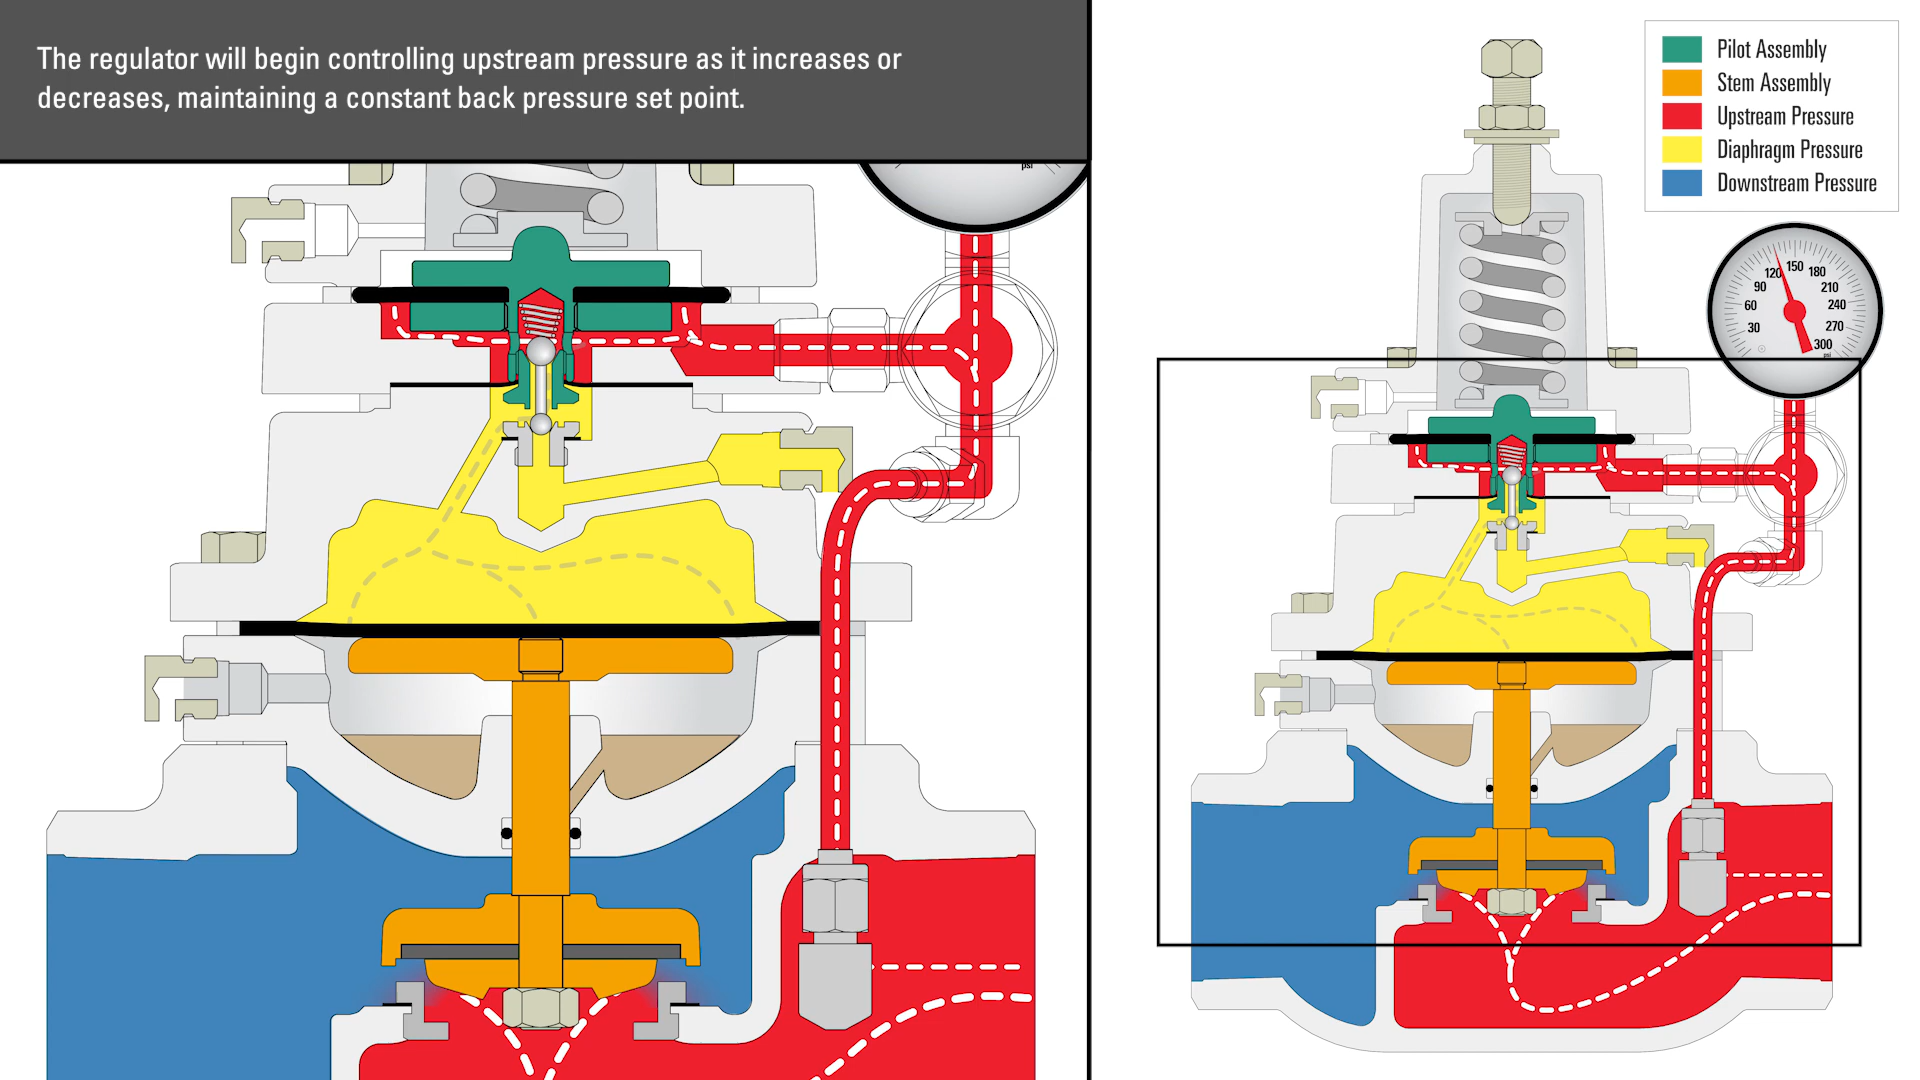 The regulator will begin controlling upstream pressure as it increases or
decreases, maintaining a constant back pressure set point.
psi
Pilot Assembly
Stem Assembly
Upstream Pressure
Diaphragm Pressure
Downstream Pressure
30
60
90
120
150
180
210
240
270
300
psi